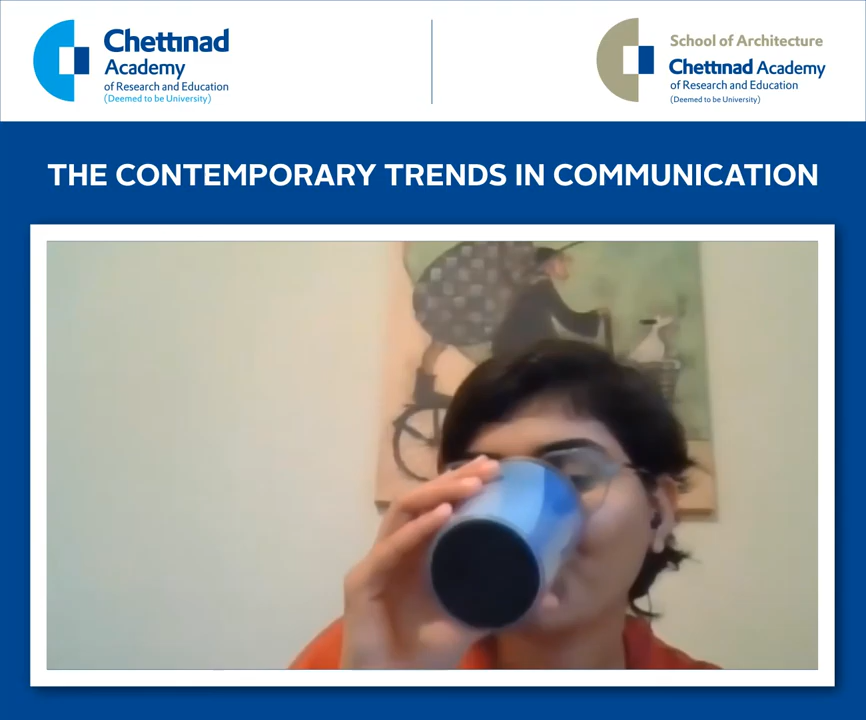 Chettinad
Academy
of Research and Education
(Deemed to be University)
School of Architecture
Chettinad Academy
of Research and Education
(Deemed to be University)
THE CONTEMPORARY TRENDS IN COMMUNICATION